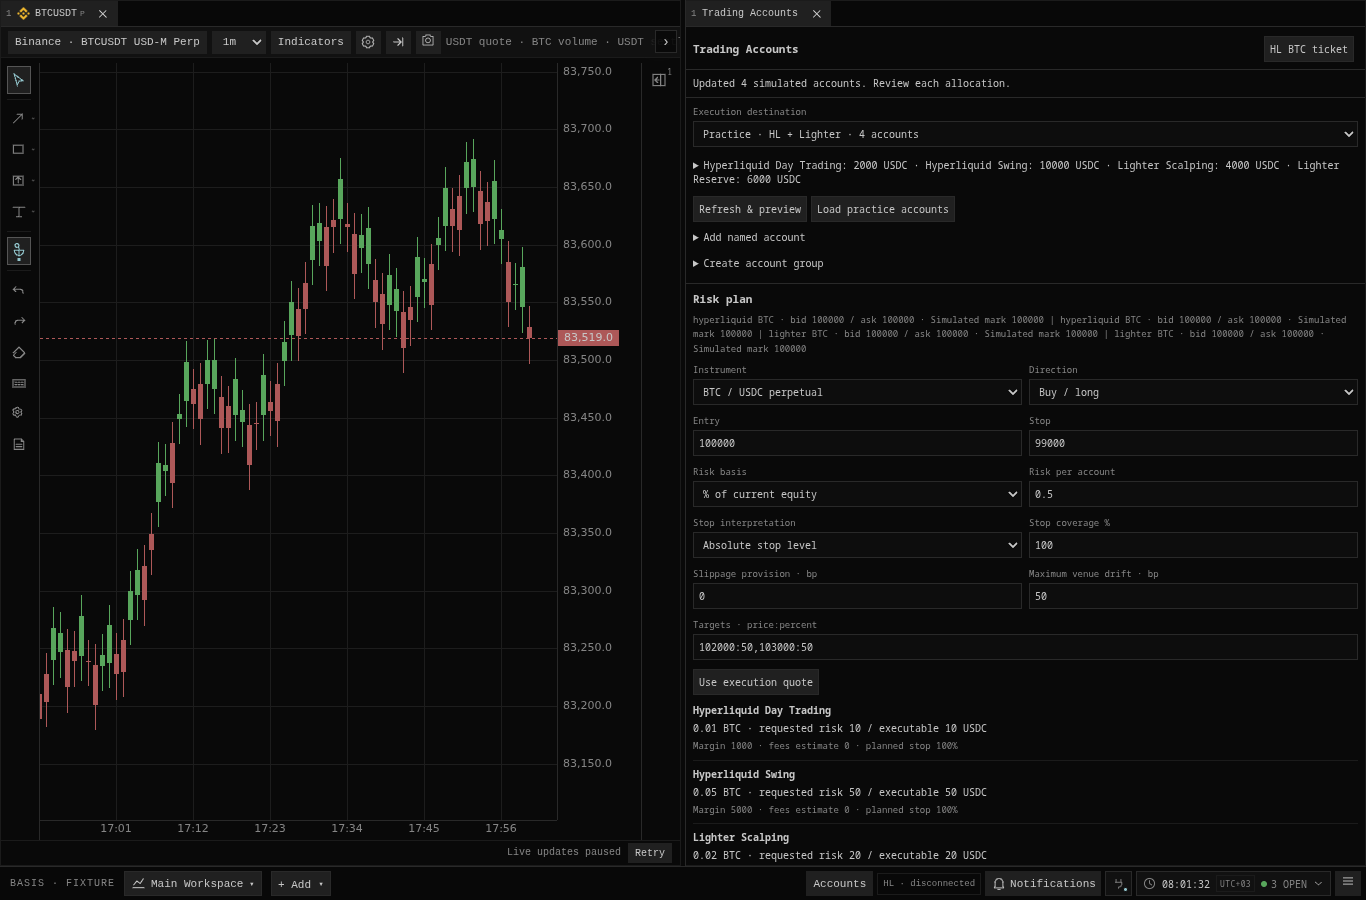 1 BTCUSDT P
Binance · BTCUSDT USD-M Perp 1m Indicators USDT quote · BTC volume · USDT
83,750.0
83,700.0
83,650.0
83,600.0
83,550.0
83,519.0
83,500.0
83,450.0
83,400.0
83,350.0
83,300.0
83,250.0
83,200.0
83,150.0
17:01 17:12 17:23 17:34 17:45 17:56
1
Live updates paused Retry
1 Trading Accounts
Trading Accounts HL BTC ticket
Updated 4 simulated accounts. Review each allocation.
Execution destination
Practice · HL + Lighter · 4 accounts
Hyperliquid Day Trading: 2000 USDC · Hyperliquid Swing: 10000 USDC · Lighter Scalping: 4000 USDC · Lighter
Reserve: 6000 USDC
Refresh & preview Load practice accounts
Add named account
Create account group
Risk plan
hyperliquid BTC · bid 100000 / ask 100000 · Simulated mark 100000 | hyperliquid BTC · bid 100000 / ask 100000 · Simulated
mark 100000 | lighter BTC · bid 100000 / ask 100000 · Simulated mark 100000 | lighter BTC · bid 100000 / ask 100000 ·
Simulated mark 100000
Instrument Direction
BTC / USDC perpetual Buy / long
Entry Stop
100000 99000
Risk basis Risk per account
% of current equity 0.5
Stop interpretation Stop coverage %
Absolute stop level 100
Slippage provision · bp Maximum venue drift · bp
0 50
Targets · price:percent
102000:50,103000:50
Use execution quote
Hyperliquid Day Trading
0.01 BTC · requested risk 10 / executable 10 USDC
Margin 1000 · fees estimate 0 · planned stop 100%
Hyperliquid Swing
0.05 BTC · requested risk 50 / executable 50 USDC
Margin 5000 · fees estimate 0 · planned stop 100%
Lighter Scalping
0.02 BTC · requested risk 20 / executable 20 USDC
BASIS · FIXTURE Main Workspace + Add Accounts HL · disconnected Notifications 08:01:32 UTC+03 3 OPEN